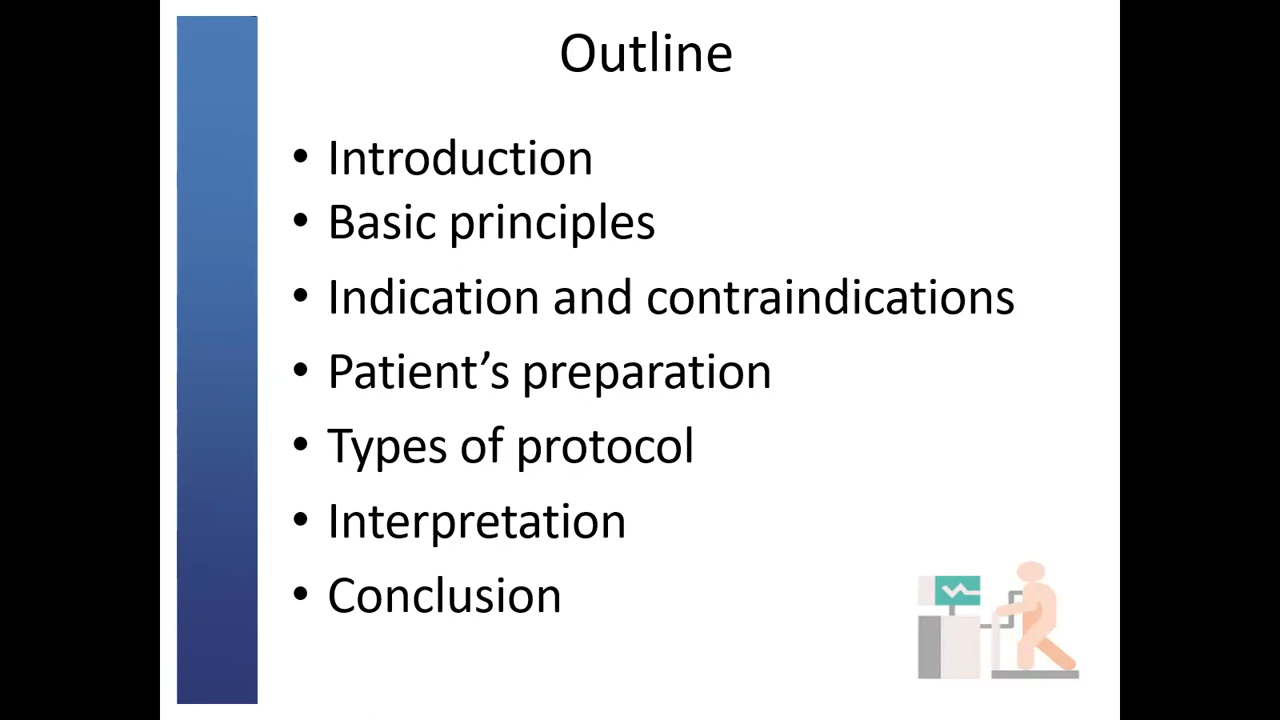 Outline
• Introduction
• Basic principles
• Indication and contraindications
• Patient’s preparation
• Types of protocol
• Interpretation
• Conclusion